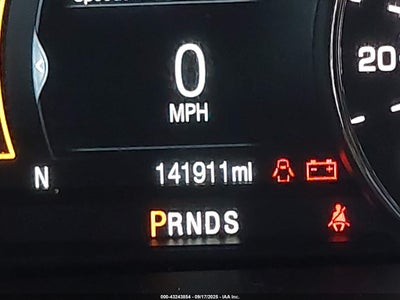 0
MPH
20
N 141911mi
PRNDS
000-43243854 - 09/17/2025 - IAA Inc.